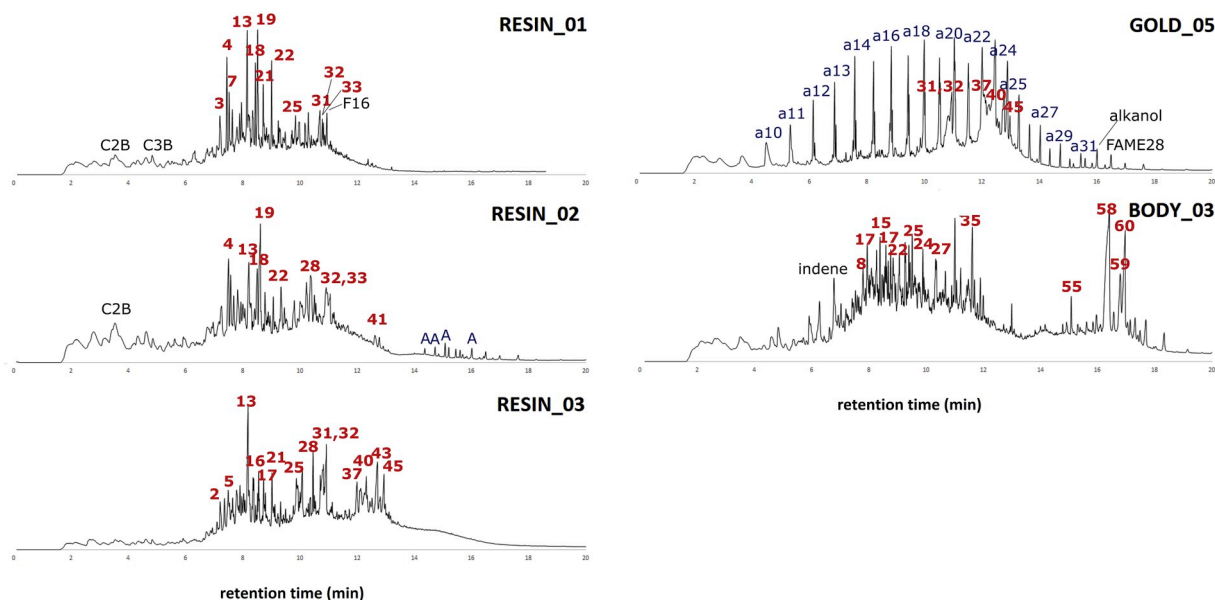 RESIN_01
13 19
4 18 22
7 21 32
3 25 31 33
F16
C2B C3B
0 2 4 6 8 10 12 14 16 18 20
RESIN_02
19
4 13
18
22 28 32,33
C2B
41
A A A A
0 2 4 6 8 10 12 14 16 18 20
RESIN_03
13
31,32
16 21 28 43
2 5 17 25 37 40 45
0 2 4 6 8 10 12 14 16 18 20
retention time (min)
GOLD_05
a10 a11 a12 a13 a14 a16 a18 a20 a22 a24
31,32 37 40 45
a25 a27 a29 a31
alkanol
FAME28
0 2 4 6 8 10 12 14 16 18 20
BODY_03
indene
8 17 15 17 22 25 24 27 35
55 58 59 60
0 2 4 6 8 10 12 14 16 18 20
retention time (min)